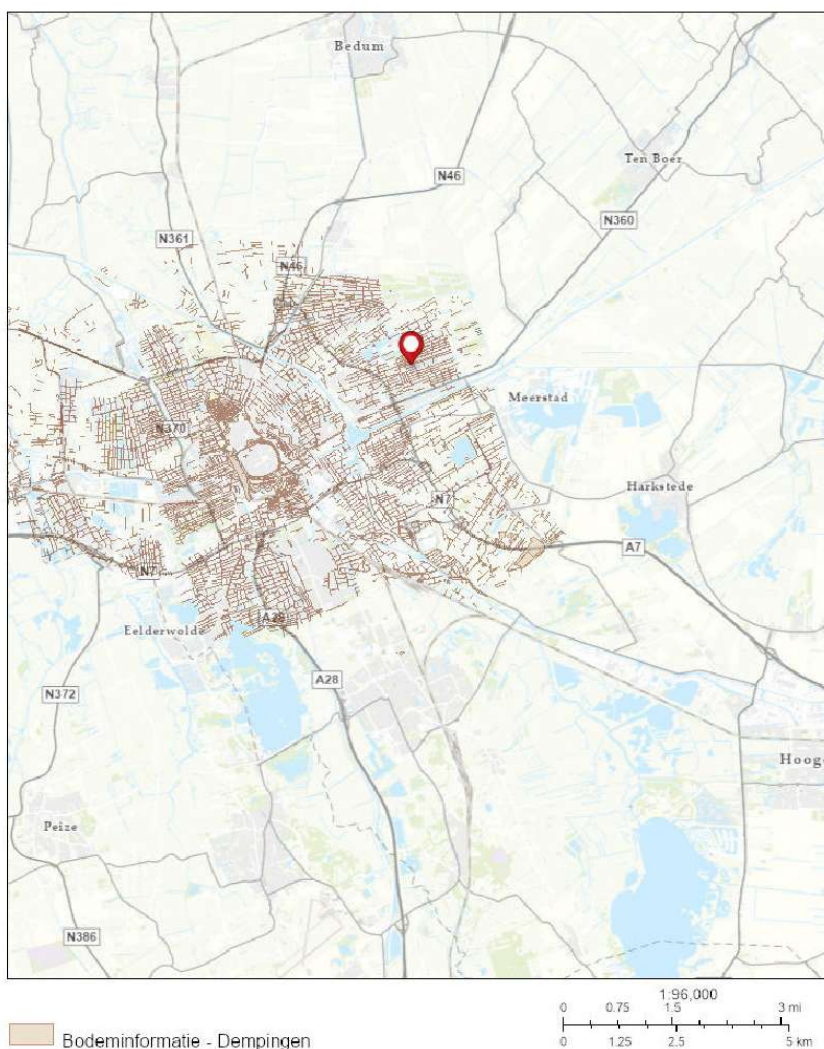 Bedum
Ten Boer
N46
N360
N361
N46
Meerstad
N370
Harkstede
N7
A7
N7
Eelderwolde
A28
N372
A28
Hoog
Peize
N386
1:96,000
0 0.75 1.5 3 mi
0 1.25 2.5 5 km
Bodeminformatie - Dempingen